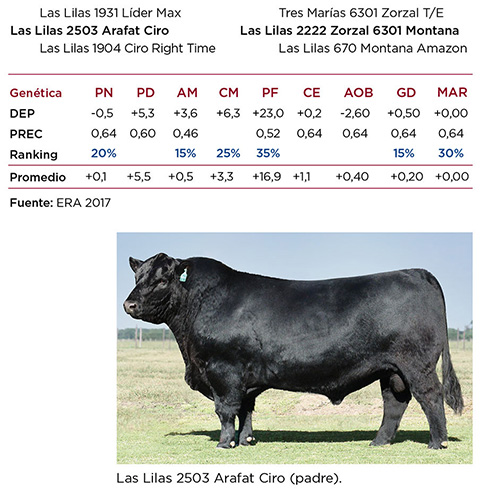 Las Lilas 1931 Líder Max Tres Marías 6301 Zorzal T/E
Las Lilas 2503 Arafat Ciro Las Lilas 2222 Zorzal 6301 Montana
Las Lilas 1904 Ciro Right Time Las Lilas 670 Montana Amazon
Genética PN PD AM CM PF CE AOB GD MAR
DEP -0,5 +5,3 +3,6 +6,3 +23,0 +0,2 -2,60 +0,50 +0,00
PREC 0,64 0,60 0,46 0,52 0,64 0,64 0,64 0,64
Ranking 20% 15% 25% 35% 15% 30%
Promedio +0,1 +5,5 +0,5 +3,3 +16,9 +1,1 +0,40 +0,20 +0,00
Fuente: ERA 2017
Las Lilas 2503 Arafat Ciro (padre).